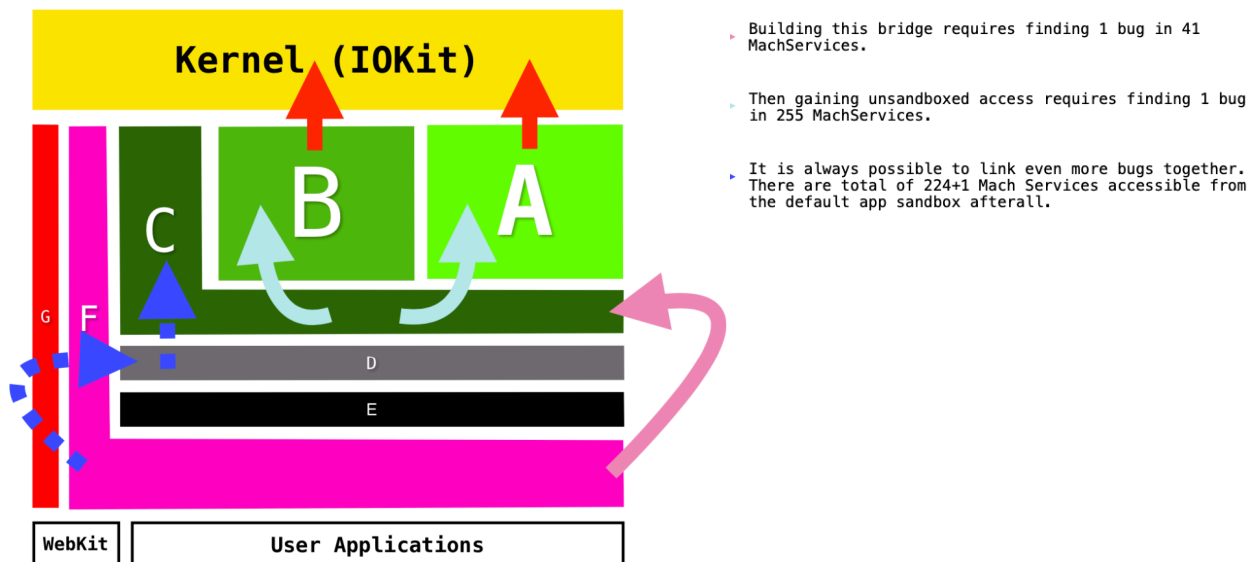 Kernel (IOKit)
Building this bridge requires finding 1 bug in 41
MachServices.
Then gaining unsandboxed access requires finding 1 bug
in 255 MachServices.
It is always possible to link even more bugs together.
There are total of 224+1 Mach Services accessible from
the default app sandbox afterall.
G
F
C
B
A
D
E
WebKit
User Applications